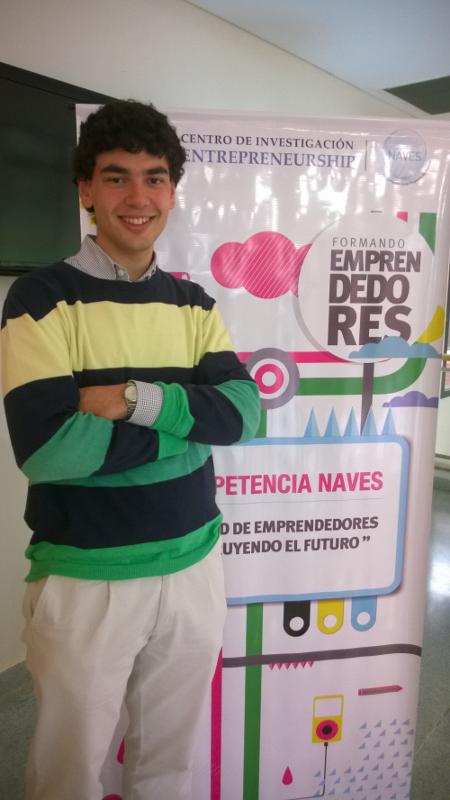 CENTRO DE INVESTIGACIÓN
ENTREPRENEURSHIP
NAVES
FORMANDO
EMPREN
DEDO
RES
PETENCIA NAVES
D DE EMPRENDEDORES
UYENDO EL FUTURO ”